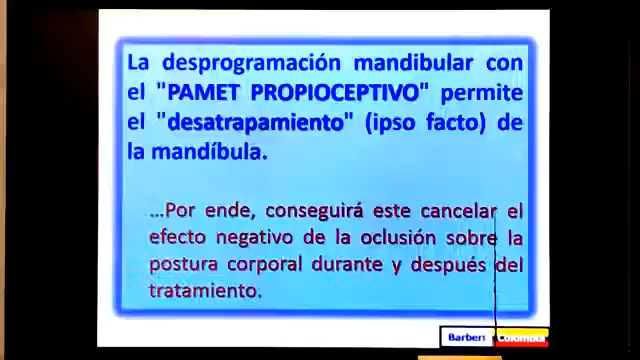 La desprogramación mandibular con
el "PAMET PROPIOCEPTIVO" permite
el "desatrapamiento" (ipso facto) de
la mandíbula.
...Por ende, conseguirá este cancelar el
efecto negativo de la oclusión sobre la
postura corporal durante y después del
tratamiento.
Barberi Colombia